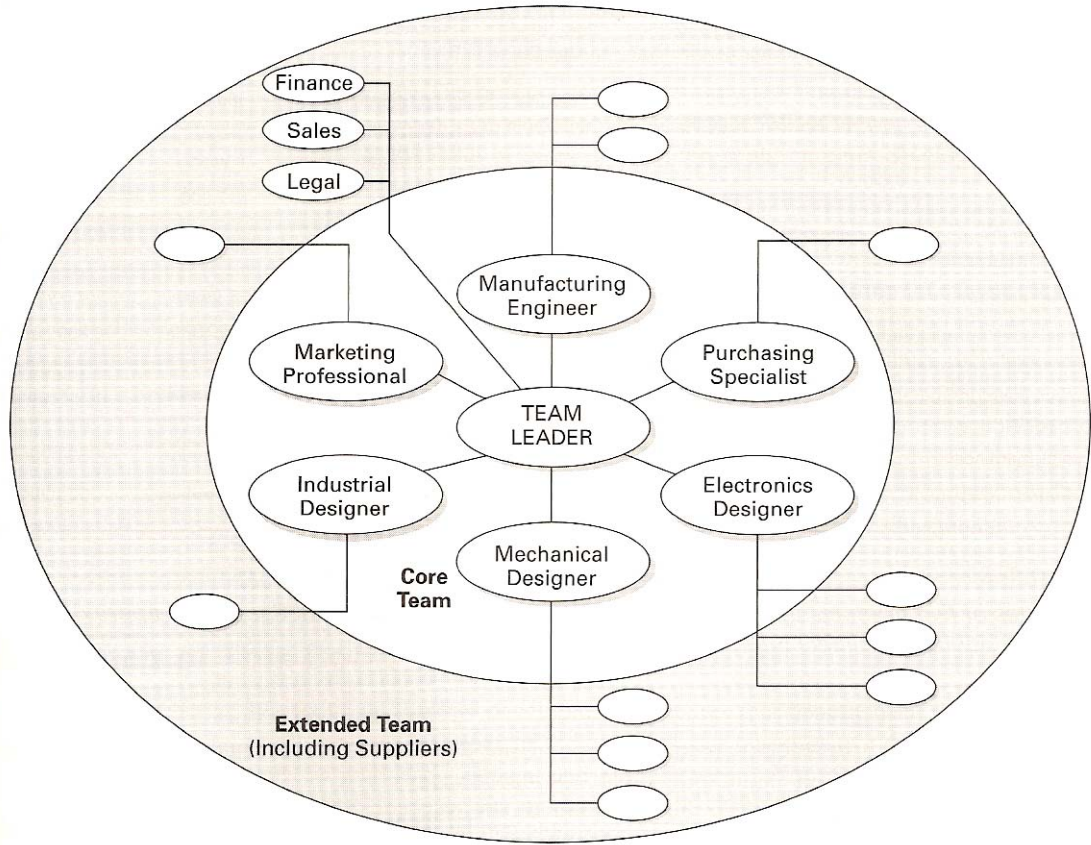 Finance
Sales
Legal
Manufacturing
Engineer
Marketing
Professional
Purchasing
Specialist
TEAM
LEADER
Industrial
Designer
Electronics
Designer
Mechanical
Designer
Core
Team
Extended Team
(Including Suppliers)